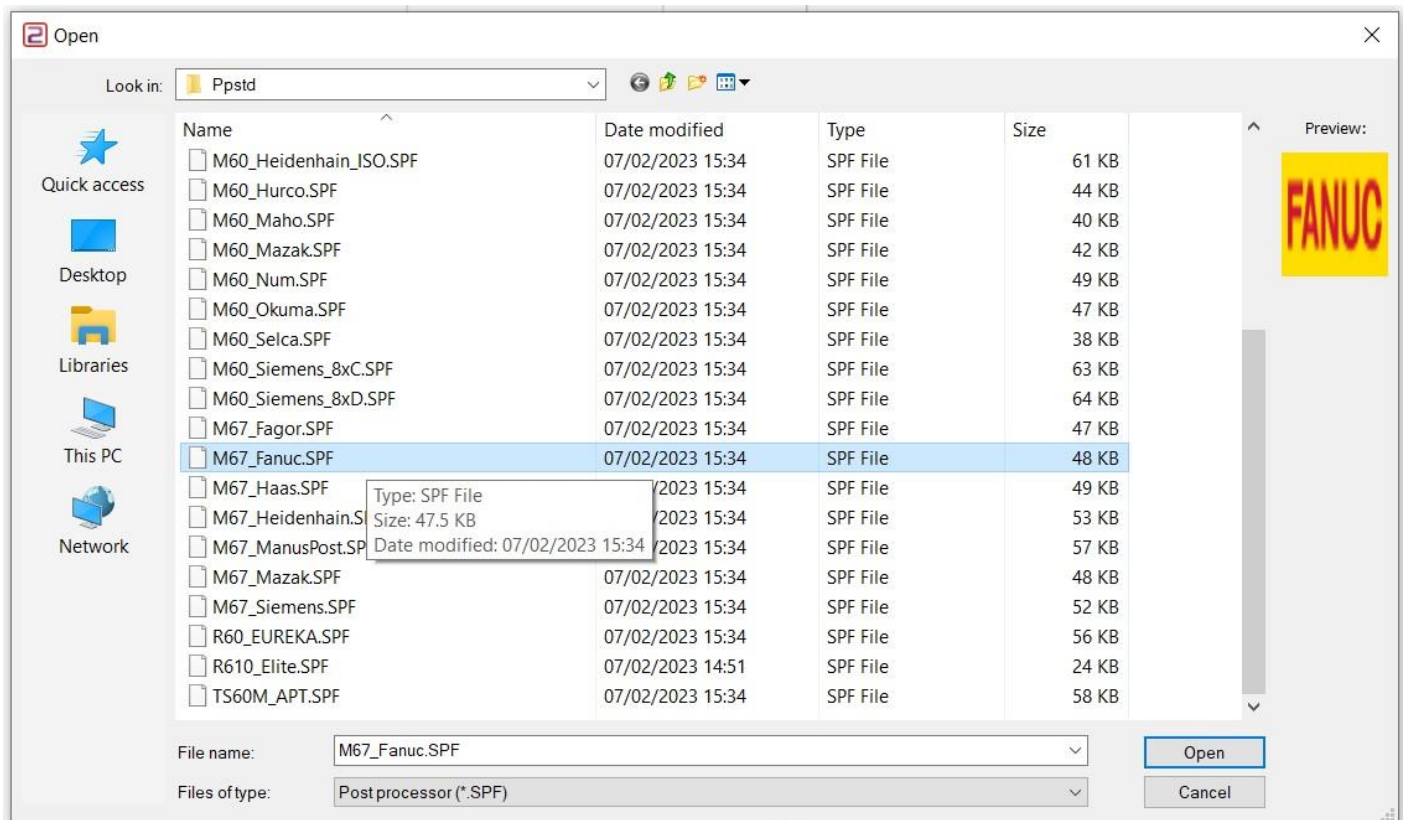 Open
Look in: Ppstd
Name Date modified Type Size Preview:
M60_Heidenhain_ISO.SPF 07/02/2023 15:34 SPF File 61 KB
M60_Hurco.SPF 07/02/2023 15:34 SPF File 44 KB
M60_Maho.SPF 07/02/2023 15:34 SPF File 40 KB
M60_Mazak.SPF 07/02/2023 15:34 SPF File 42 KB
M60_Num.SPF 07/02/2023 15:34 SPF File 49 KB
M60_Okuma.SPF 07/02/2023 15:34 SPF File 47 KB
M60_Selca.SPF 07/02/2023 15:34 SPF File 38 KB
M60_Siemens_8xC.SPF 07/02/2023 15:34 SPF File 63 KB
M60_Siemens_8xD.SPF 07/02/2023 15:34 SPF File 64 KB
M67_Fagor.SPF 07/02/2023 15:34 SPF File 47 KB
M67_Fanuc.SPF 07/02/2023 15:34 SPF File 48 KB
M67_Haas.SPF /2023 15:34 SPF File 49 KB
M67_Heidenhain.S /2023 15:34 SPF File 53 KB
M67_ManusPost.SP /2023 15:34 SPF File 57 KB
M67_Mazak.SPF 07/02/2023 15:34 SPF File 48 KB
M67_Siemens.SPF 07/02/2023 15:34 SPF File 52 KB
R60_EUREKA.SPF 07/02/2023 15:34 SPF File 56 KB
R610_Elite.SPF 07/02/2023 14:51 SPF File 24 KB
TS60M_APT.SPF 07/02/2023 15:34 SPF File 58 KB
Type: SPF File
Size: 47.5 KB
Date modified: 07/02/2023 15:34
Quick access
Desktop
Libraries
This PC
Network
FANUC
File name: M67_Fanuc.SPF Open
Files of type: Post processor (*.SPF) Cancel